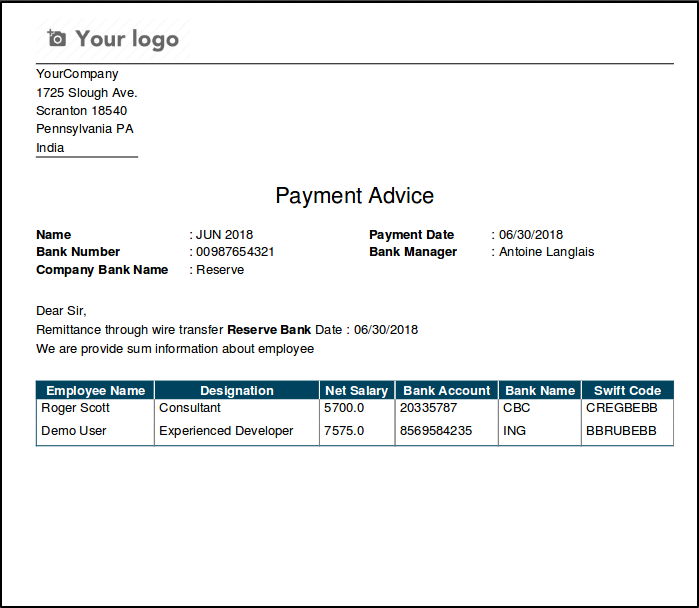 Your logo
YourCompany
1725 Slough Ave.
Scranton 18540
Pennsylvania PA
India
Payment Advice
Name : JUN 2018 Payment Date : 06/30/2018
Bank Number : 00987654321 Bank Manager : Antoine Langlais
Company Bank Name : Reserve
Dear Sir,
Remittance through wire transfer Reserve Bank Date : 06/30/2018
We are provide sum information about employee
Employee Name Designation Net Salary Bank Account Bank Name Swift Code
Roger Scott Consultant 5700.0 20335787 CBC CREGBEBB
Demo User Experienced Developer 7575.0 8569584235 ING BBRUBEBB